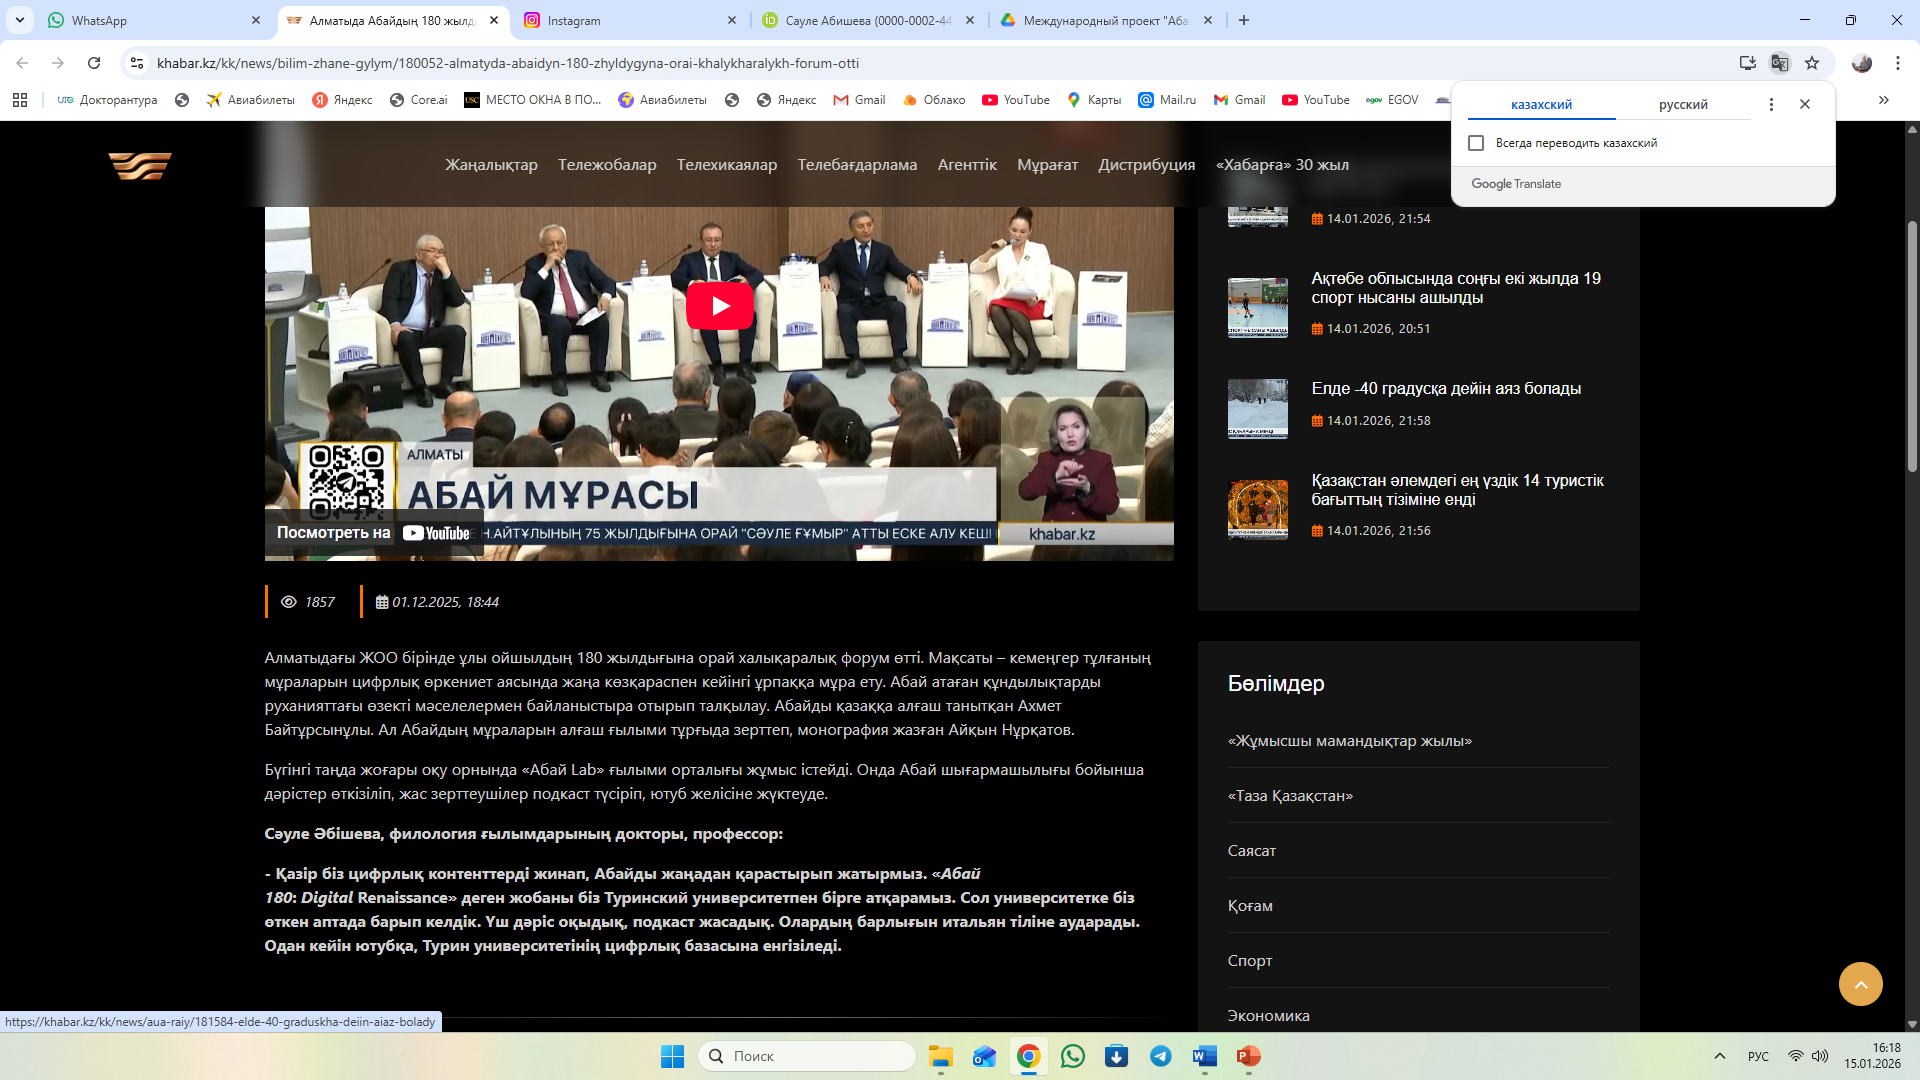 WhatsApp
Алматыда Абайдың 180 жылды
Instagram
Сауле Абишева (0000-0002-44
Международный проект "Аба
khabar.kz/kk/news/bilim-zhane-gylym/180052-almatyda-abaidyn-180-zhyldygyna-orai-khalykharalykh-forum-otti
Докторантура
Авиабилеты
Яндекс
Core.ai
МЕСТО ОКНА В ПО...
Авиабилеты
Яндекс
Gmail
Облако
YouTube
Карты
Mail.ru
Gmail
YouTube
EGOV
казахский
русский
Всегда переводить казахский
Google Translate
Жаңалықтар
Тележобалар
Телехикаялар
Телебағдарлама
Агенттік
Мұрағат
Дистрибуция
«Хабарға» 30 жыл
АЛМАТЫ
АБАЙ МҰРАСЫ
Посмотреть на YouTube
Н.АЙТҰЛЫНЫҢ 75 ЖЫЛДЫҒЫНА ОРАЙ "СӘУЛЕ ҒҰМЫР" АТТЫ ЕСКЕ АЛУ КЕШІ
khabar.kz
1857
01.12.2025, 18:44
Алматыдағы ЖОО бірінде ұлы ойшылдың 180 жылдығына орай халықаралық форум өтті. Мақсаты – кемеңгер тұлғаның
мұраларын цифрлық өркениет аясында жаңа көзқараспен кейінгі ұрпаққа мұра ету. Абай атаған құндылықтарды
руханияттағы өзекті мәселелермен байланыстыра отырып талқылау. Абайды қазаққа алғаш танытқан Ахмет
Байтұрсынұлы. Ал Абайдың мұраларын алғаш ғылыми тұрғыда зерттеп, монография жазған Айқын Нұрқатов.
Бүгінгі таңда жоғары оқу орнында «Абай Lab» ғылыми орталығы жұмыс істейді. Онда Абай шығармашылығы бойынша
дәрістер өткізіліп, жас зерттеушілер подкаст түсіріп, ютуб желісіне жүктеуде.
Сәуле Әбішева, филология ғылымдарының докторы, профессор:
- Қазір біз цифрлық контенттерді жинап, Абайды жаңадан қарастырып жатырмыз. «Абай
180: Digital Renaissance» деген жобаны біз Туринский университетпен бірге атқарамыз. Сол университетке біз
өткен аптада барып келдік. Үш дәріс оқыдық, подкаст жасадық. Олардың барлығын итальян тіліне аударады.
Одан кейін ютубқа, Турин университетінің цифрлық базасына енгізіледі.
14.01.2026, 21:54
Ақтөбе облысында соңғы екі жылда 19
спорт нысаны ашылды
14.01.2026, 20:51
Елде -40 градусқа дейін аяз болады
14.01.2026, 21:58
Қазақстан әлемдегі ең үздік 14 туристік
бағыттың тізіміне енді
14.01.2026, 21:56
Бөлімдер
«Жұмысшы мамандықтар жылы»
«Таза Қазақстан»
Саясат
Қоғам
Спорт
Экономика
https://khabar.kz/kk/news/aua-raiy/181584-elde-40-graduskha-deiin-aiaz-bolady
Поиск
РУС
16:18
15.01.2026